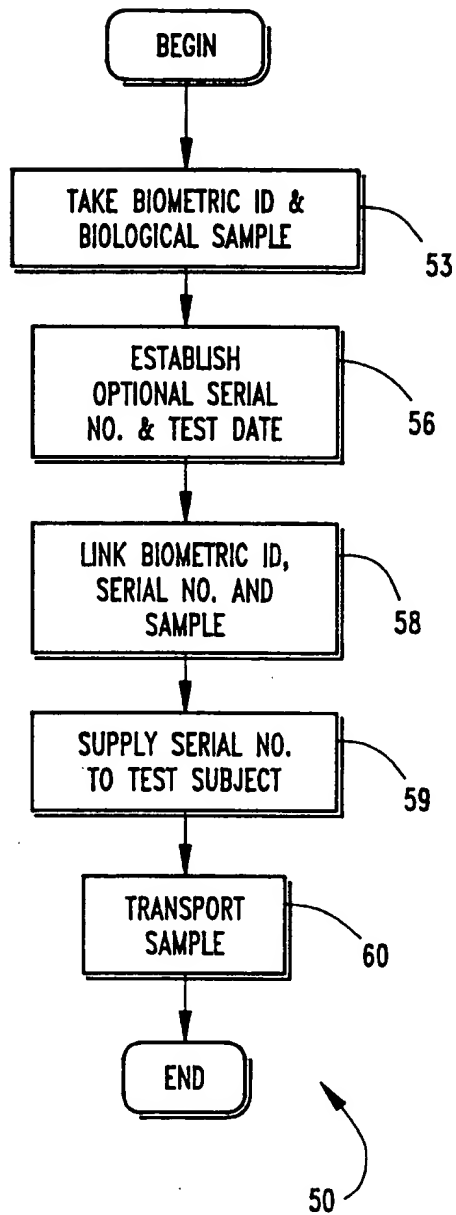 BEGIN
TAKE BIOMETRIC ID &
BIOLOGICAL SAMPLE
53
ESTABLISH
OPTIONAL SERIAL
NO. & TEST DATE
56
LINK BIOMETRIC ID,
SERIAL NO. AND
SAMPLE
58
SUPPLY SERIAL NO.
TO TEST SUBJECT
59
TRANSPORT
SAMPLE
60
END
50